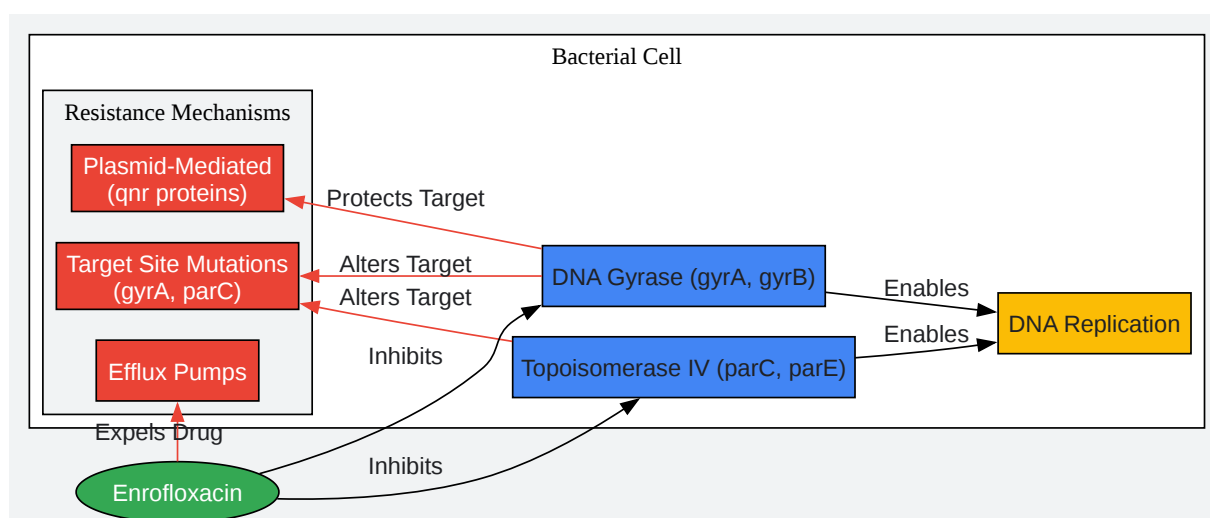 Bacterial Cell
Resistance Mechanisms
Plasmid-Mediated
(qnr proteins)
Protects Target
Target Site Mutations
(gyrA, parC)
Alters Target
Alters Target
DNA Gyrase (gyrA, gyrB)
Enables
DNA Replication
Enables
Inhibits
Topoisomerase IV (parC, parE)
Efflux Pumps
Expels Drug
Inhibits
Enrofloxacin